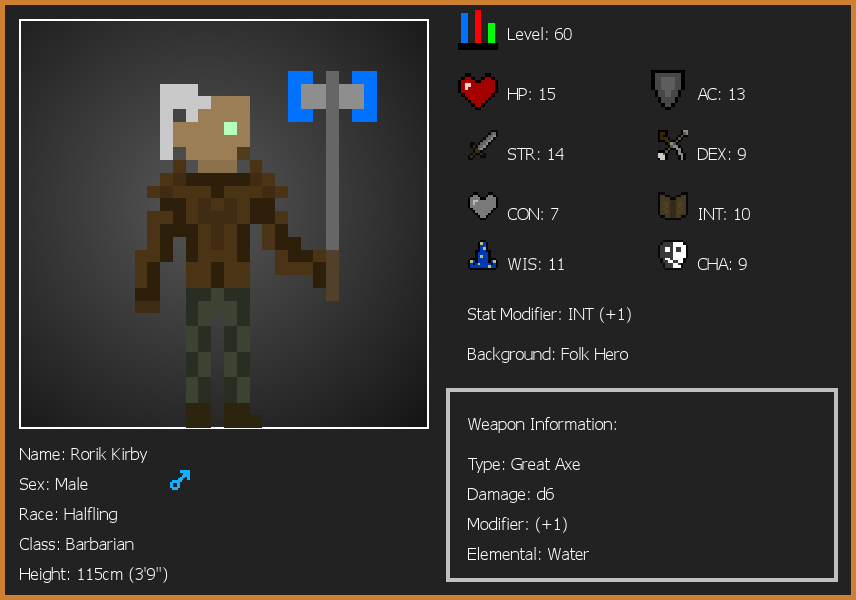 Level: 60
HP: 15
AC: 13
STR: 14
DEX: 9
CON: 7
INT: 10
WIS: 11
CHA: 9
Stat Modifier: INT (+1)
Background: Folk Hero
Weapon Information:
Type: Great Axe
Damage: d6
Modifier: (+1)
Elemental: Water
Name: Rorik Kirby
Sex: Male
Race: Halfling
Class: Barbarian
Height: 115cm (3'9")